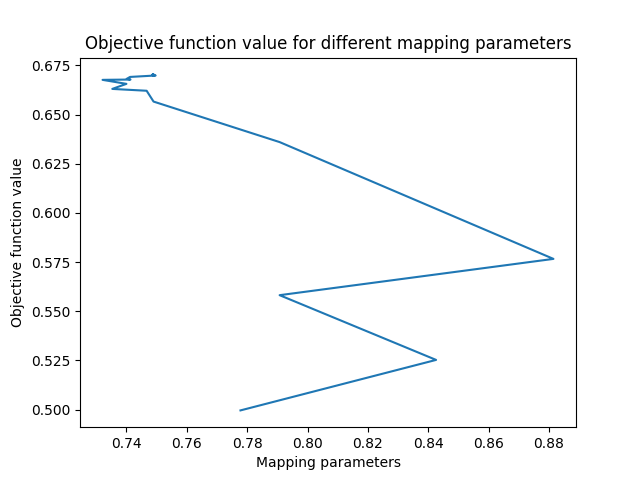 Objective function value for different mapping parameters
0.675
0.650
0.625
0.600
0.575
0.550
0.525
0.500
Objective function value
0.74 0.76 0.78 0.80 0.82 0.84 0.86 0.88
Mapping parameters